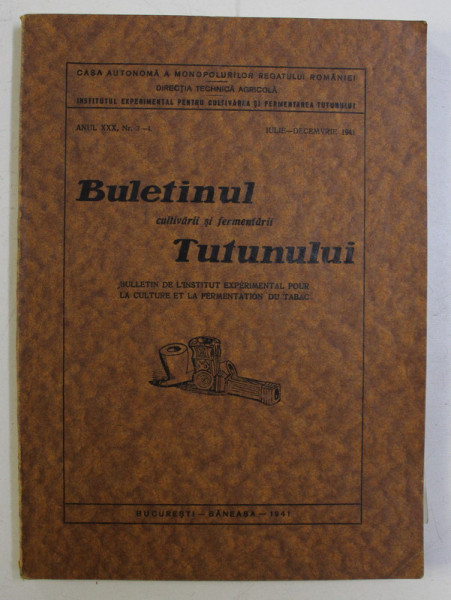 CASA AUTONOMĂ A MONOPOLURILOR REGATULUI ROMÂNIEI
DIRECȚIA TECHNICĂ AGRICOLĂ
INSTITUTUL EXPERIMENTAL PENTRU CULTIVAREA ȘI FERMENTAREA TUTUNULUI
ANUL XXX, Nr. 3-4
IULIE-DECEMVRIE 1941
Buletinul
cultivării și fermentării
Tutunului
BULLETIN DE L'INSTITUT EXPÉRIMENTAL POUR
LA CULTURE ET LA FERMENTATION DU TABAC
BUCUREȘTI - BĂNEASA - 1941